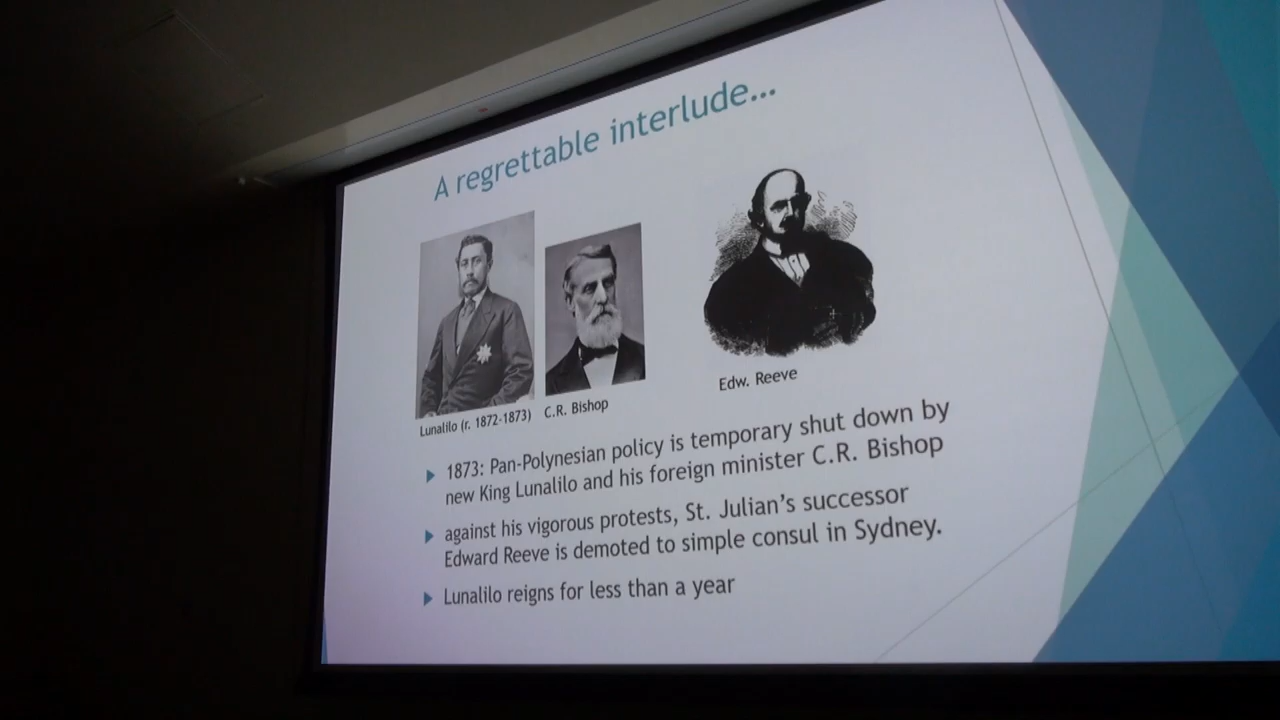 A regrettable interlude...
Lunalilo (r. 1872-1873)
C.R. Bishop
Edw. Reeve
1873: Pan-Polynesian policy is temporary shut down by
new King Lunalilo and his foreign minister C.R. Bishop
against his vigorous protests, St. Julian's successor
Edward Reeve is demoted to simple consul in Sydney.
Lunalilo reigns for less than a year